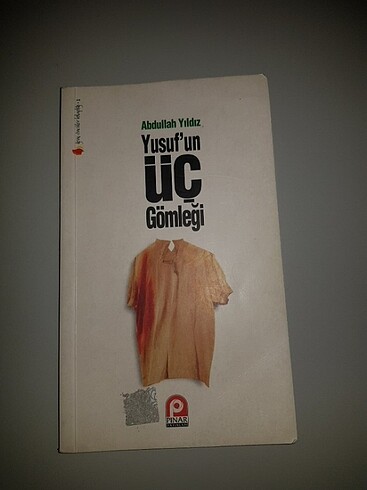 Abdullah Yıldız
Yusuf'un
üç
Gömleği
PINAR